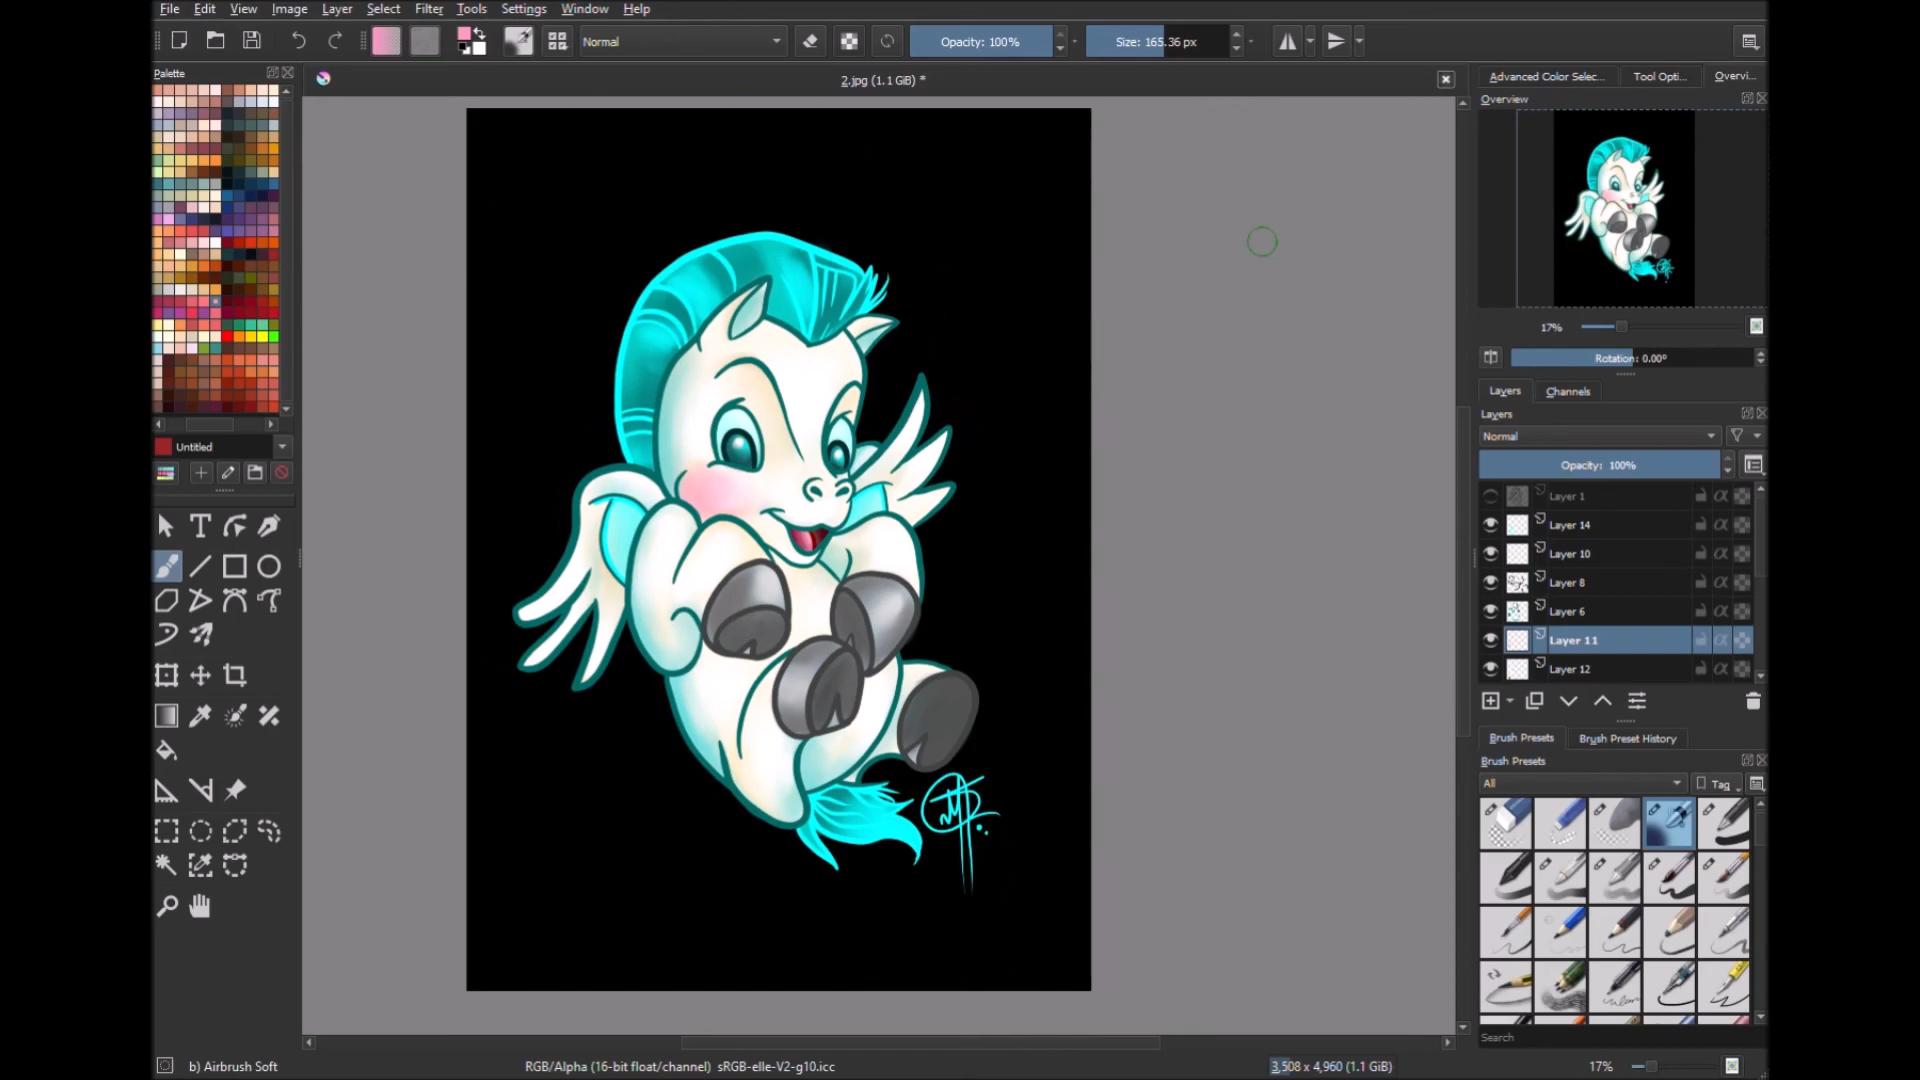 File Edit View Image Layer Select Filter Tools Settings Window Help
Normal
Opacity: 100%
Size: 165.36 px
Palette
2.jpg (1.1 GiB) *
Advanced Color Selec...
Tool Opti...
Overvi...
Overview
17%
Rotation: 0.00°
Layers
Channels
Layers
Normal
Opacity: 100%
Layer 1
Layer 14
Layer 10
Layer 8
Layer 6
Layer 11
Layer 12
Untitled
Brush Presets
Brush Preset History
Brush Presets
All
Tag
Search
b) Airbrush Soft
RGB/Alpha (16-bit float/channel) sRGB-elle-V2-g10.icc
3,508 x 4,960 (1.1 GiB)
17%